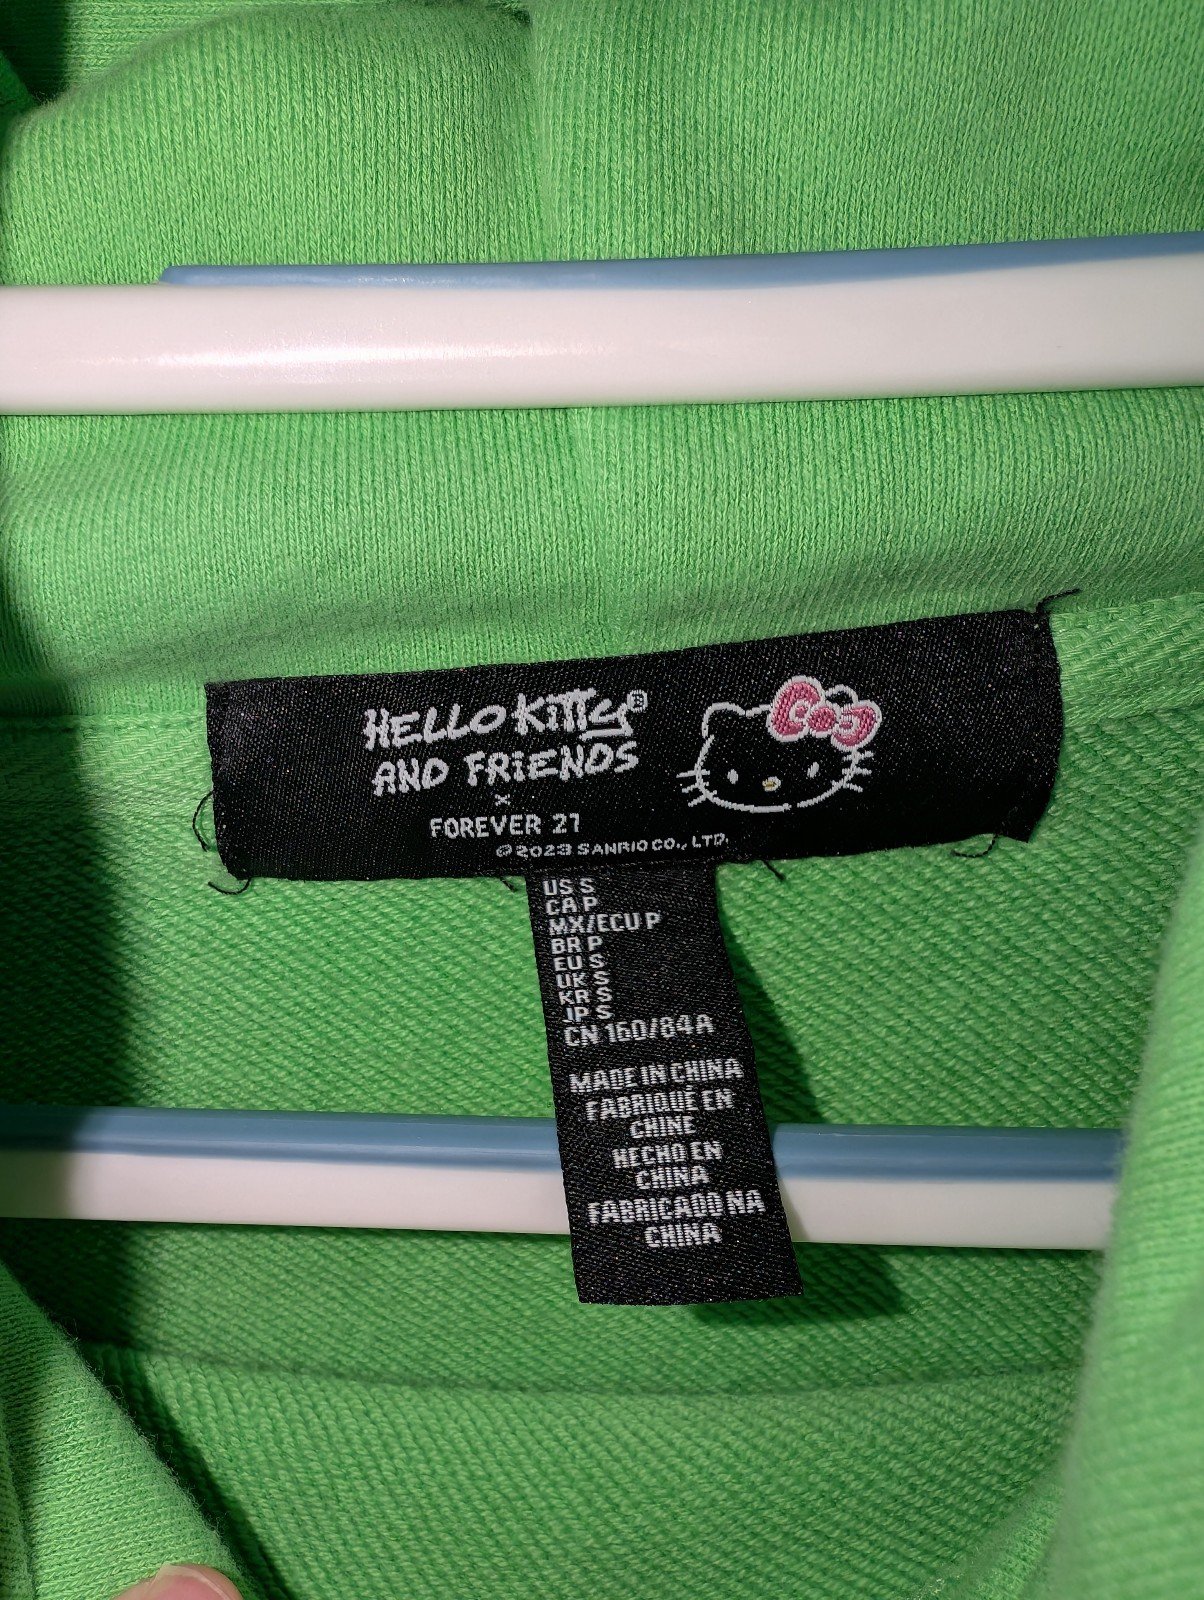 HELLO KiTTy®
AND FRiENDS
×
FOREVER 21
©2023 SANRIO CO., LTD.
US S
CA P
MX/ECU P
BR P
EU S
UK S
KR S
JP S
CN 160/84A
MADE IN CHINA
FABRIQUE EN
CHINE
HECHO EN
CHINA
FABRICADO NA
CHINA